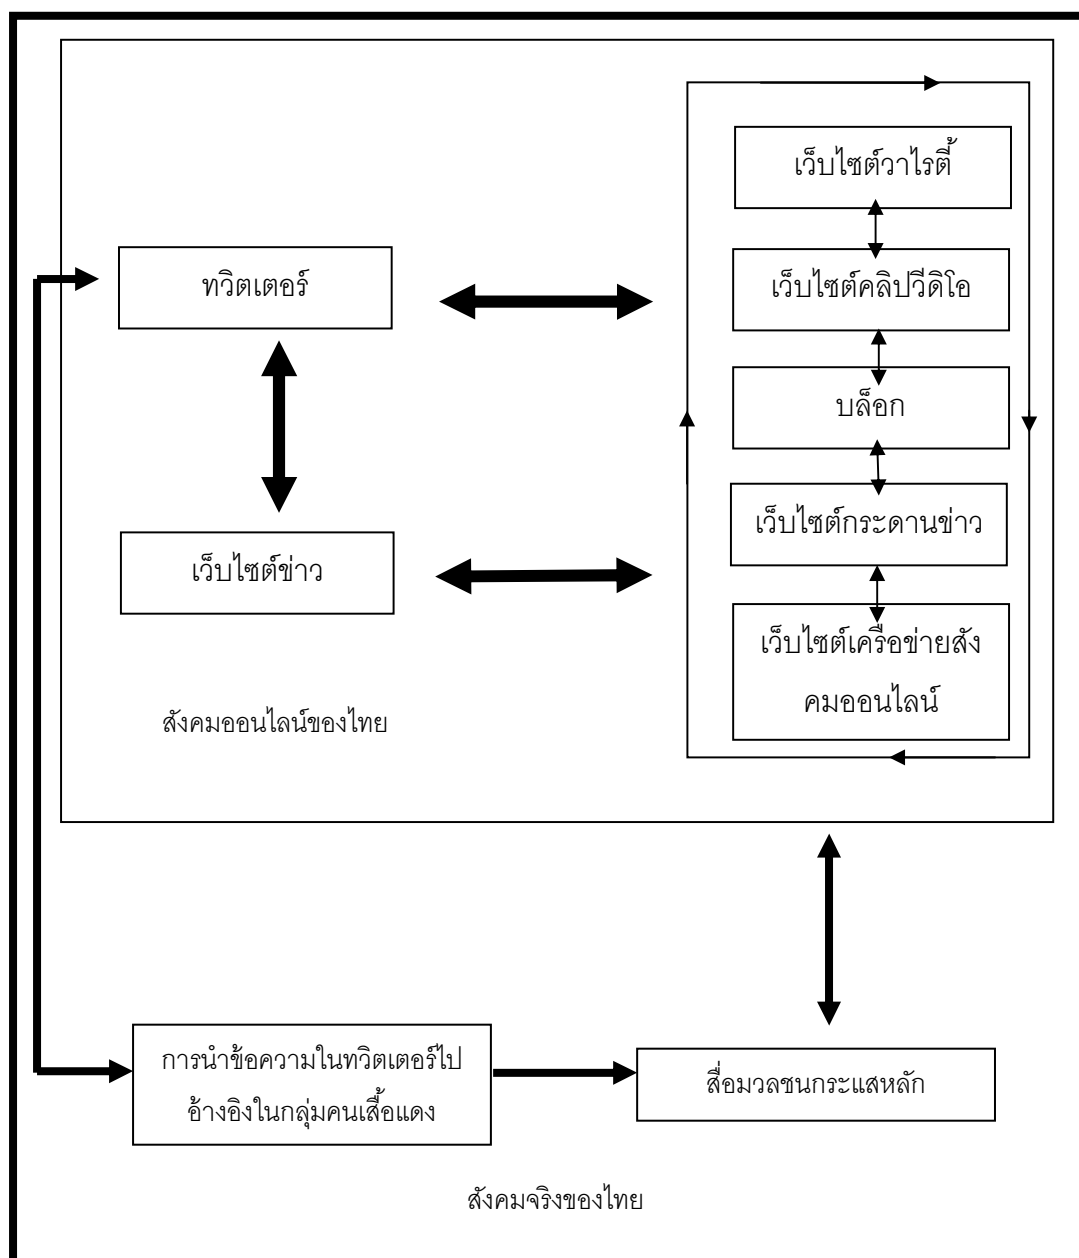 เว็บไซต์วาไรตี้
ทวิตเตอร์
เว็บไซต์คลิปวีดิโอ
บล็อก
เว็บไซต์กระดานข่าว
เว็บไซต์ข่าว
เว็บไซต์เครือข่ายสัง
คมออนไลน์
สังคมออนไลน์ของไทย
การนำข้อความในทวิตเตอร์ไป
อ้างอิงในกลุ่มคนเสื้อแดง
สื่อมวลชนกระแสหลัก
สังคมจริงของไทย